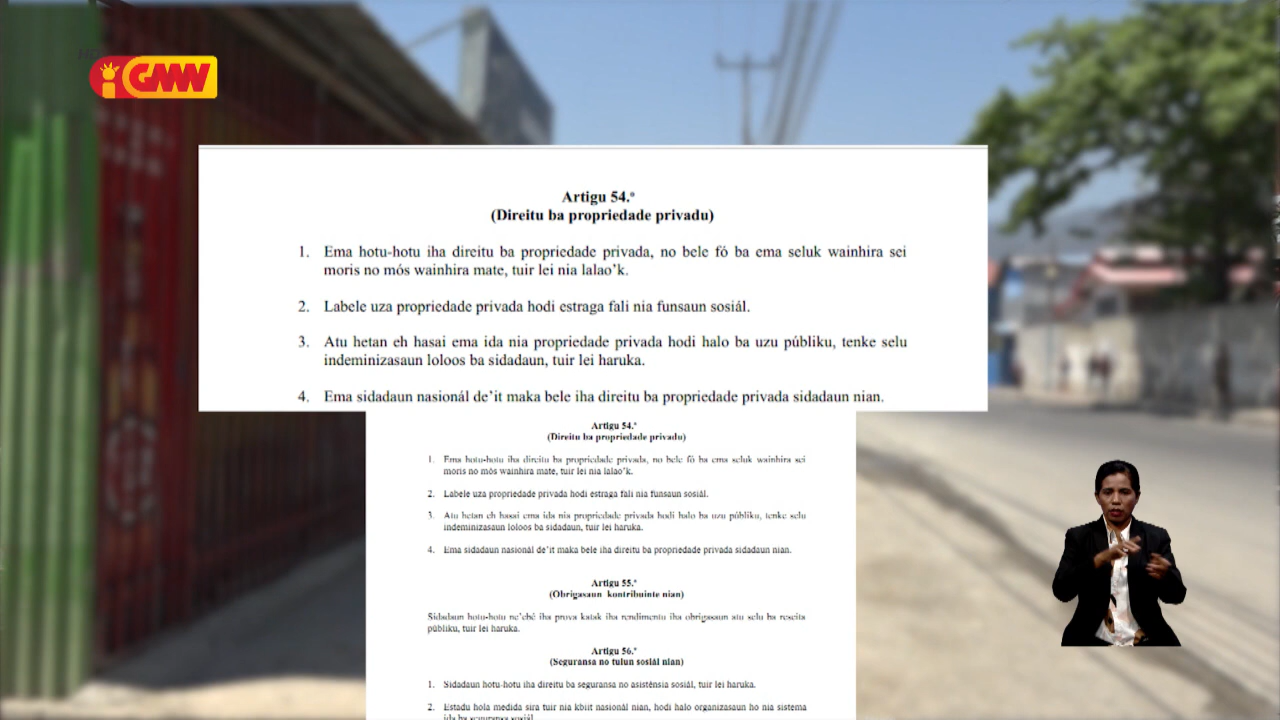 GMN
Artigu 54.º
(Direitu ba propriedade privadu)
1. Ema hotu-hotu iha direitu ba propriedade privada, no bele fó ba ema seluk wainhira sei
moris no mós wainhira mate, tuir lei nia lalao’k.
2. Labele uza propriedade privada hodi estraga fali nia funsaun sosiál.
3. Atu hetan eh hasai ema ida nia propriedade privada hodi halo ba uzu públiku, tenke selu
indeminizasaun loloos ba sidadaun, tuir lei haruka.
4. Ema sidadaun nasionál de’it maka bele iha direitu ba propriedade privada sidadaun nian.
Artigu 54.º
(Direitu ba propriedade privadu)
1. Ema hotu-hotu iha direitu ba propriedade privada, no bele fó ba ema seluk wainhira sei
moris no mós wainhira mate, tuir lei nia lalao’k.
2. Labele uza propriedade privada hodi estraga fali nia funsaun sosiál.
3. Atu hetan eh hasai ema ida nia propriedade privada hodi halo ba uzu públiku, tenke selu
indeminizasaun loloos ba sidadaun, tuir lei haruka.
4. Ema sidadaun nasionál de’it maka bele iha direitu ba propriedade privada sidadaun nian.
Artigu 55.º
(Obrigasaun kontribuinte nian)
Sidadaun hotu-hotu ne’ebé iha prova katak iha rendimentu iha obrigasaun atu selu ba reseita
públiku, tuir lei haruka.
Artigu 56.º
(Seguransa no tulun sosiál nian)
1. Sidadaun hotu-hotu iha direitu ba seguransa no asistênsia sosiál, tuir lei haruka.
2. Estadu hola medida sira tuir nia kbiit nasionál nian, hodi halo organizasaun ho nia sistema
ida ba seguransa sosiál